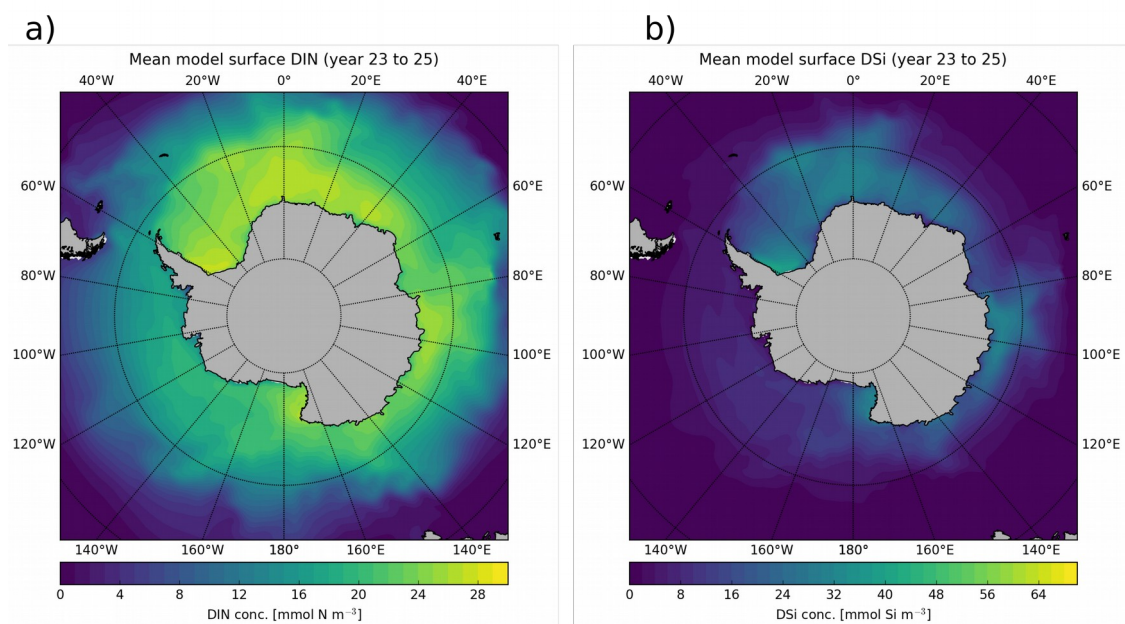 a)
b)
Mean model surface DIN (year 23 to 25)
40°W 20°W 0° 20°E 40°E
60°W 60°E
80°W 80°E
100°W 100°E
120°W 120°E
140°W 160°W 180° 160°E 140°E
0 4 8 12 16 20 24 28
DIN conc. [mmol N m⁻³]
Mean model surface DSi (year 23 to 25)
40°W 20°W 0° 20°E 40°E
60°W 60°E
80°W 80°E
100°W 100°E
120°W 120°E
140°W 160°W 180° 160°E 140°E
0 8 16 24 32 40 48 56 64
DSi conc. [mmol Si m⁻³]